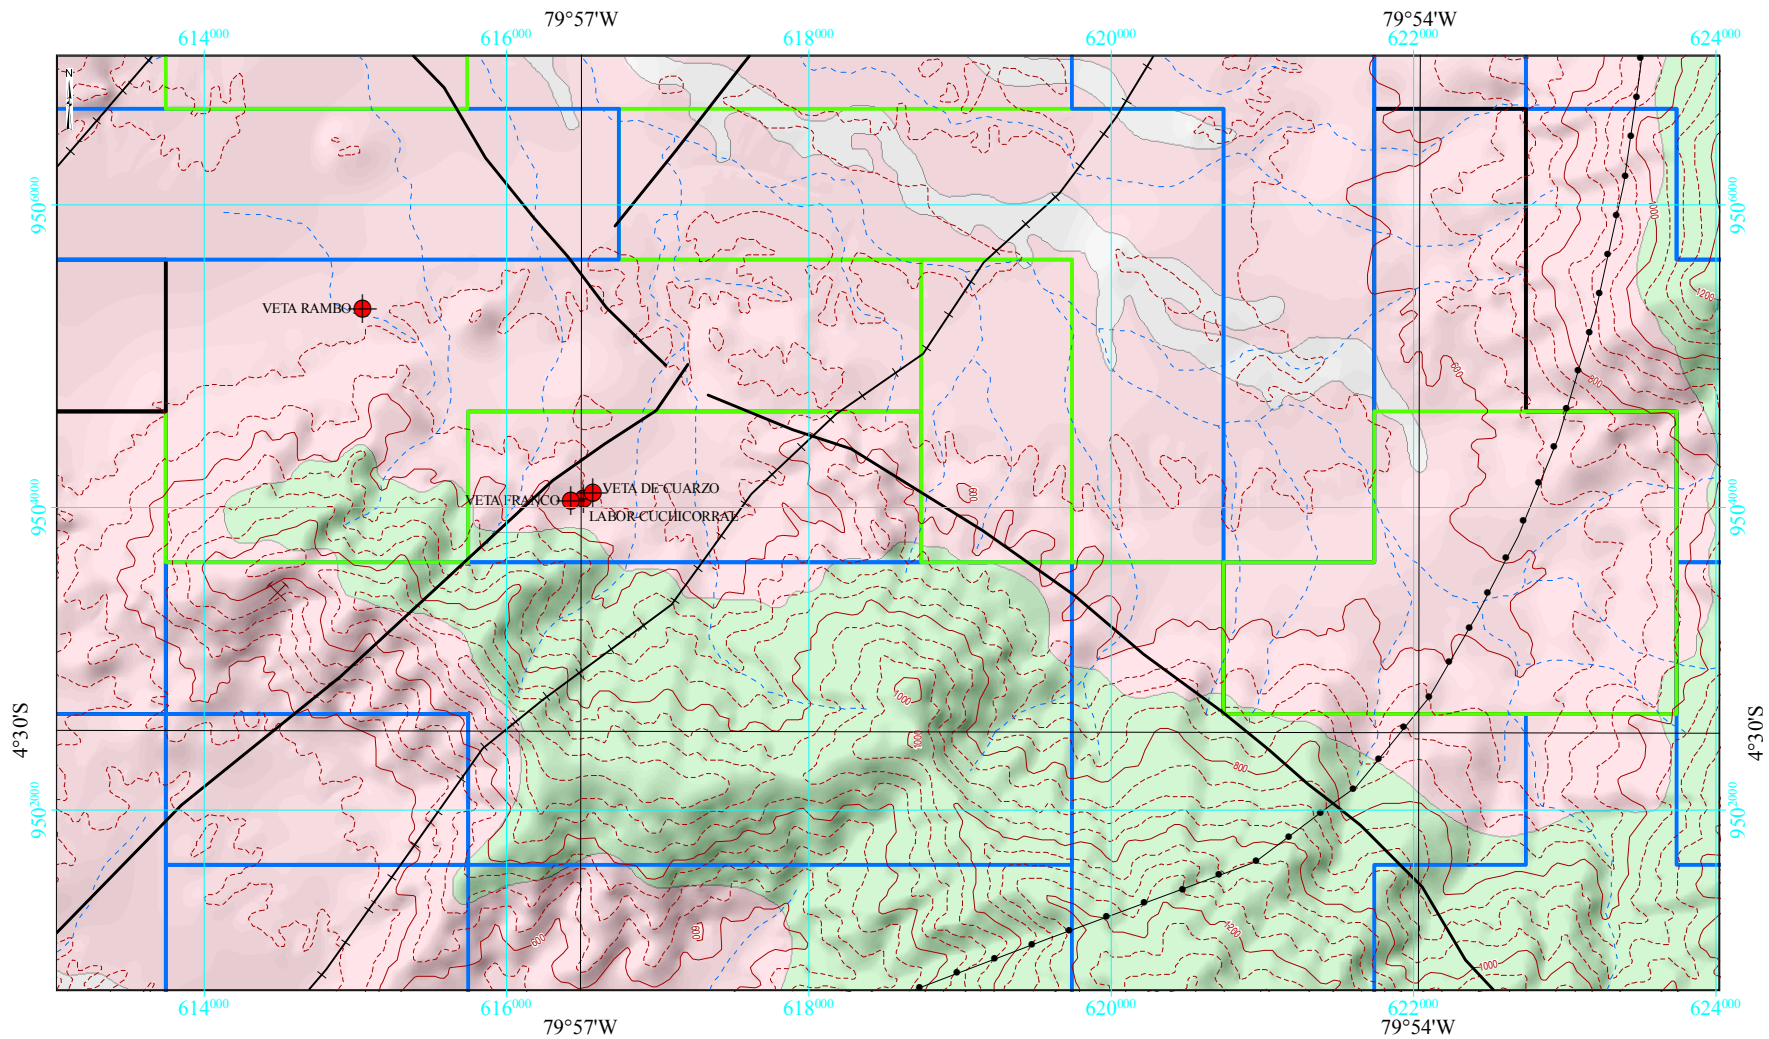 79°57'W 79°54'W
614000 616000 618000 620000 622000 624000
N
9506000 9506000
1000
1200
VETA RAMBO
600
800
VETA DE CUARZO
VETA FRANCO
LABOR CUCHICORRAL
600
9504000 9504000
1000
1000
4°30'S 4°30'S
800
9502000 9502000
600
600
1200
1000
614000 616000 618000 620000 622000 624000
79°57'W 79°54'W